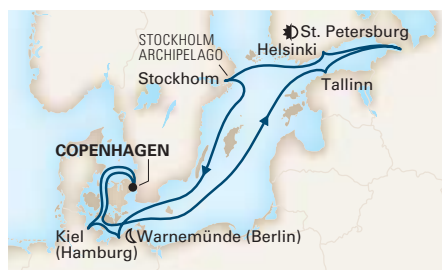 St. Petersburg
STOCKHOLM
ARCHIPELAGO
Helsinki
Stockholm
Tallinn
COPENHAGEN
Kiel
(Hamburg)
Warnemünde (Berlin)